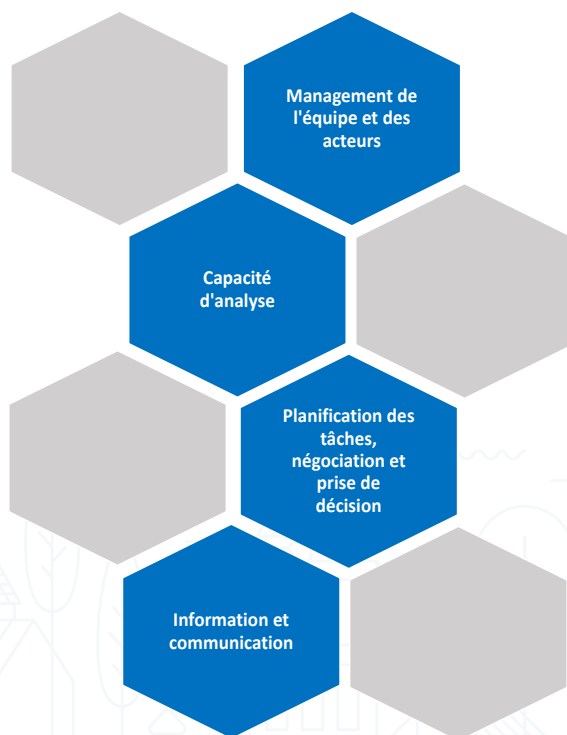 Management de
l'équipe et des
acteurs
Capacité
d'analyse
Planification des
tâches,
négociation et
prise de
décision
Information et
communication